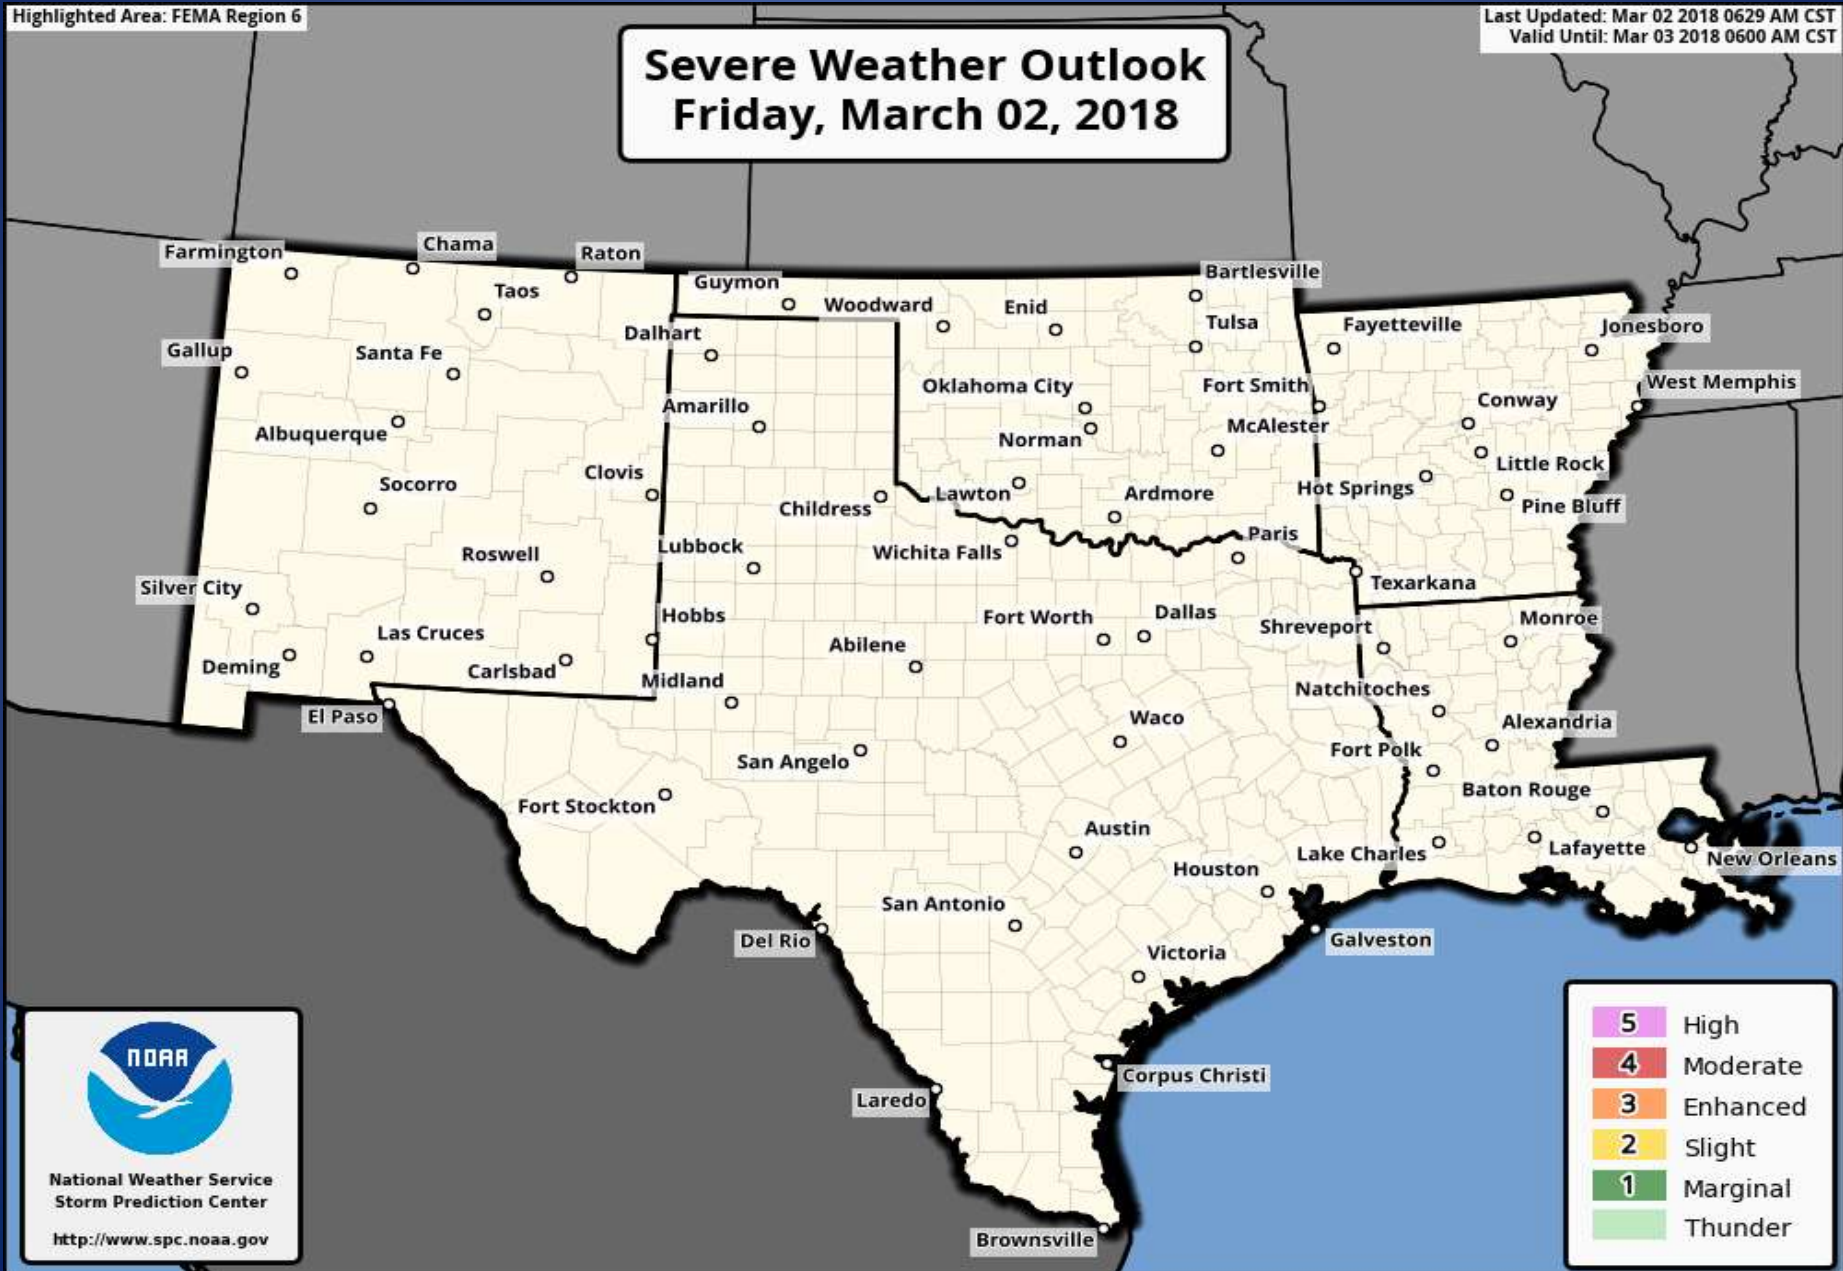 Highlighted Area: FEMA Region 6
Last Updated: Mar 02 2018 0629 AM CST
Valid Until: Mar 03 2018 0600 AM CST
Severe Weather Outlook
Friday, March 02, 2018
Farmington
Chama
Raton
Taos
Guymon
Woodward
Enid
Bartlesville
Tulsa
Fayetteville
Jonesboro
Gallup
Santa Fe
Dalhart
Oklahoma City
Fort Smith
West Memphis
Conway
Albuquerque
Amarillo
Norman
McAlester
Little Rock
Socorro
Clovis
Childress
Lawton
Ardmore
Hot Springs
Pine Bluff
Roswell
Lubbock
Wichita Falls
Paris
Texarkana
Silver City
Las Cruces
Hobbs
Fort Worth
Dallas
Shreveport
Monroe
Deming
Carlsbad
Midland
Abilene
Natchitoches
El Paso
Waco
Alexandria
San Angelo
Fort Polk
Fort Stockton
Baton Rouge
Austin
Lake Charles
Lafayette
New Orleans
Houston
San Antonio
Del Rio
Galveston
Victoria
Corpus Christi
Laredo
Brownsville
NOAA
National Weather Service
Storm Prediction Center
http://www.spc.noaa.gov
5 High
4 Moderate
3 Enhanced
2 Slight
1 Marginal
Thunder